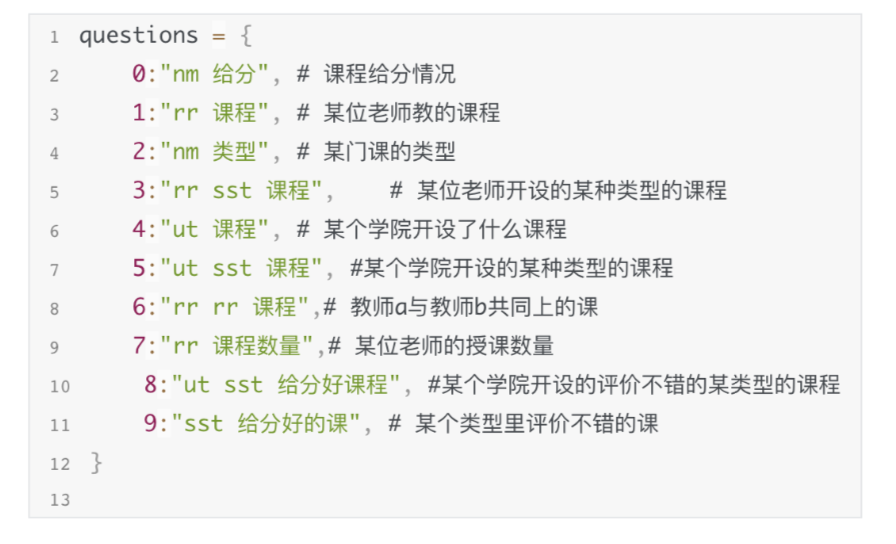 1 questions = {
2 0:"nm 给分", # 课程给分情况
3 1:"rr 课程", # 某位老师教的课程
4 2:"nm 类型", # 某门课的类型
5 3:"rr sst 课程", # 某位老师开设的某种类型的课程
6 4:"ut 课程", # 某个学院开设了什么课程
7 5:"ut sst 课程", #某个学院开设的某种类型的课程
8 6:"rr rr 课程",# 教师a与教师b共同上的课
9 7:"rr 课程数量",# 某位老师的授课数量
10 8:"ut sst 给分好课程", #某个学院开设的评价不错的某类型的课程
11 9:"sst 给分好的课", # 某个类型里评价不错的课
12 }
13